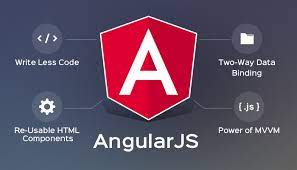 </>
Write Less Code
A
Two-Way Data
Binding
Re-Usable HTML
Components
{.js}
Power of MVVM
AngularJS